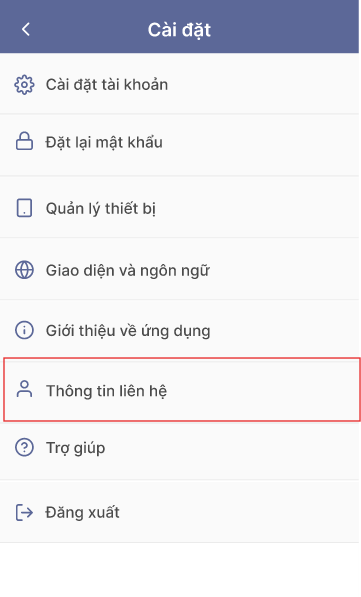 Cài đặt
Cài đặt tài khoản
Đặt lại mật khẩu
Quản lý thiết bị
Giao diện và ngôn ngữ
Giới thiệu về ứng dụng
Thông tin liên hệ
Trợ giúp
Đăng xuất